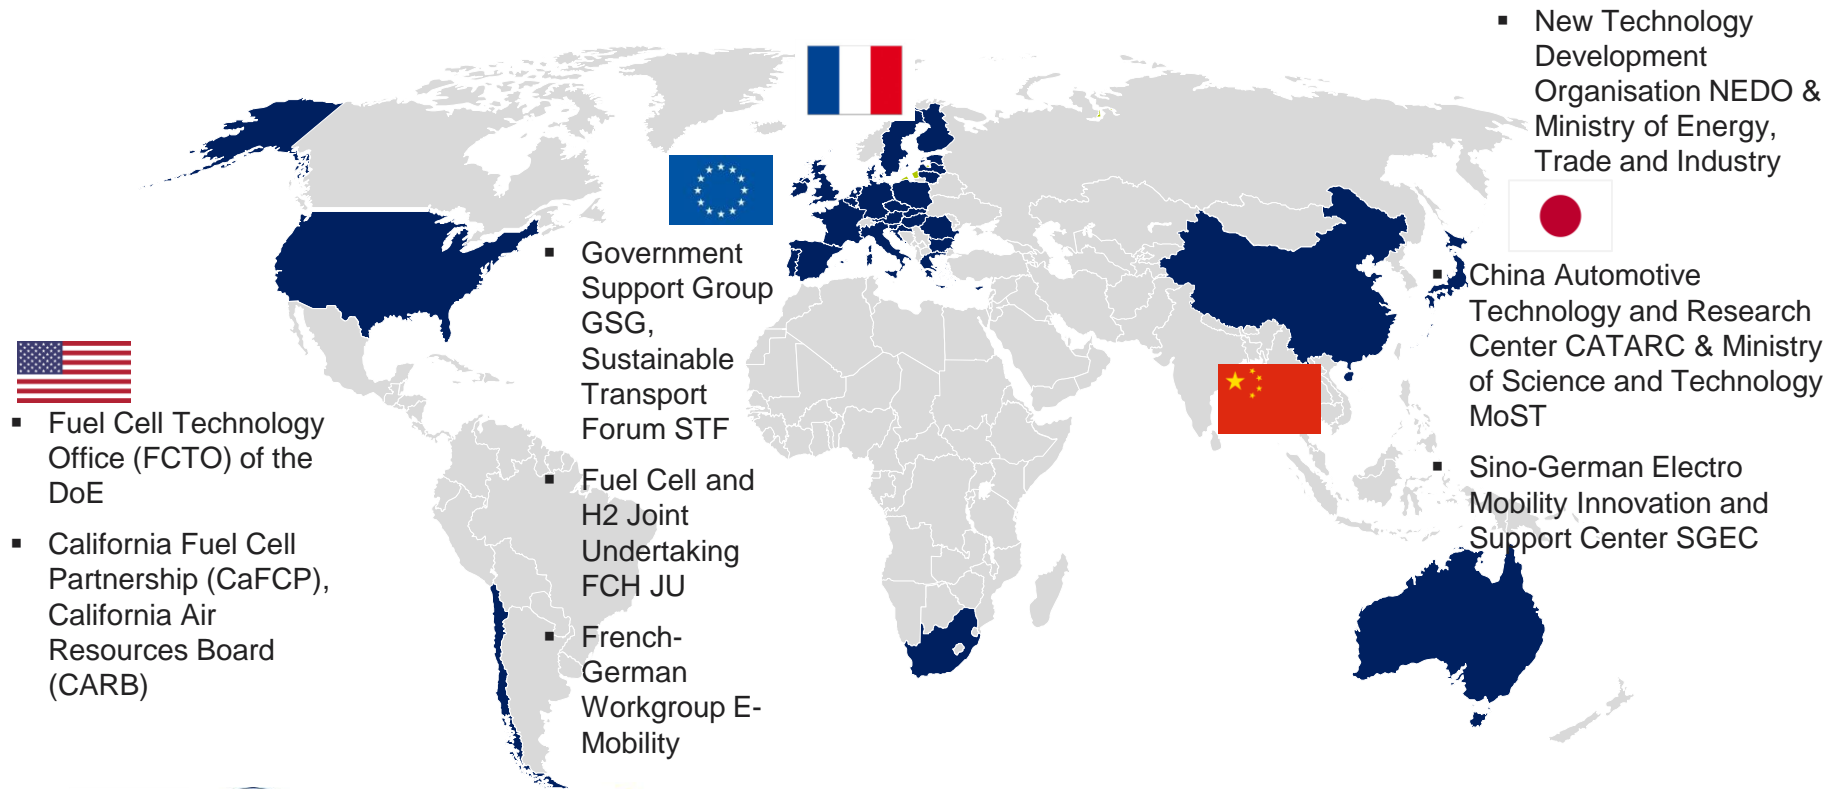 ▪ New Technology
Development
Organisation NEDO &
Ministry of Energy,
Trade and Industry
▪ Government
Support Group
GSG,
Sustainable
Transport
Forum STF
▪ Fuel Cell and
H2 Joint
Undertaking
FCH JU
▪ French-
German
Workgroup E-
Mobility
▪ China Automotive
Technology and Research
Center CATARC & Ministry
of Science and Technology
MoST
▪ Sino-German Electro
Mobility Innovation and
Support Center SGEC
▪ Fuel Cell Technology
Office (FCTO) of the
DoE
▪ California Fuel Cell
Partnership (CaFCP),
California Air
Resources Board
(CARB)